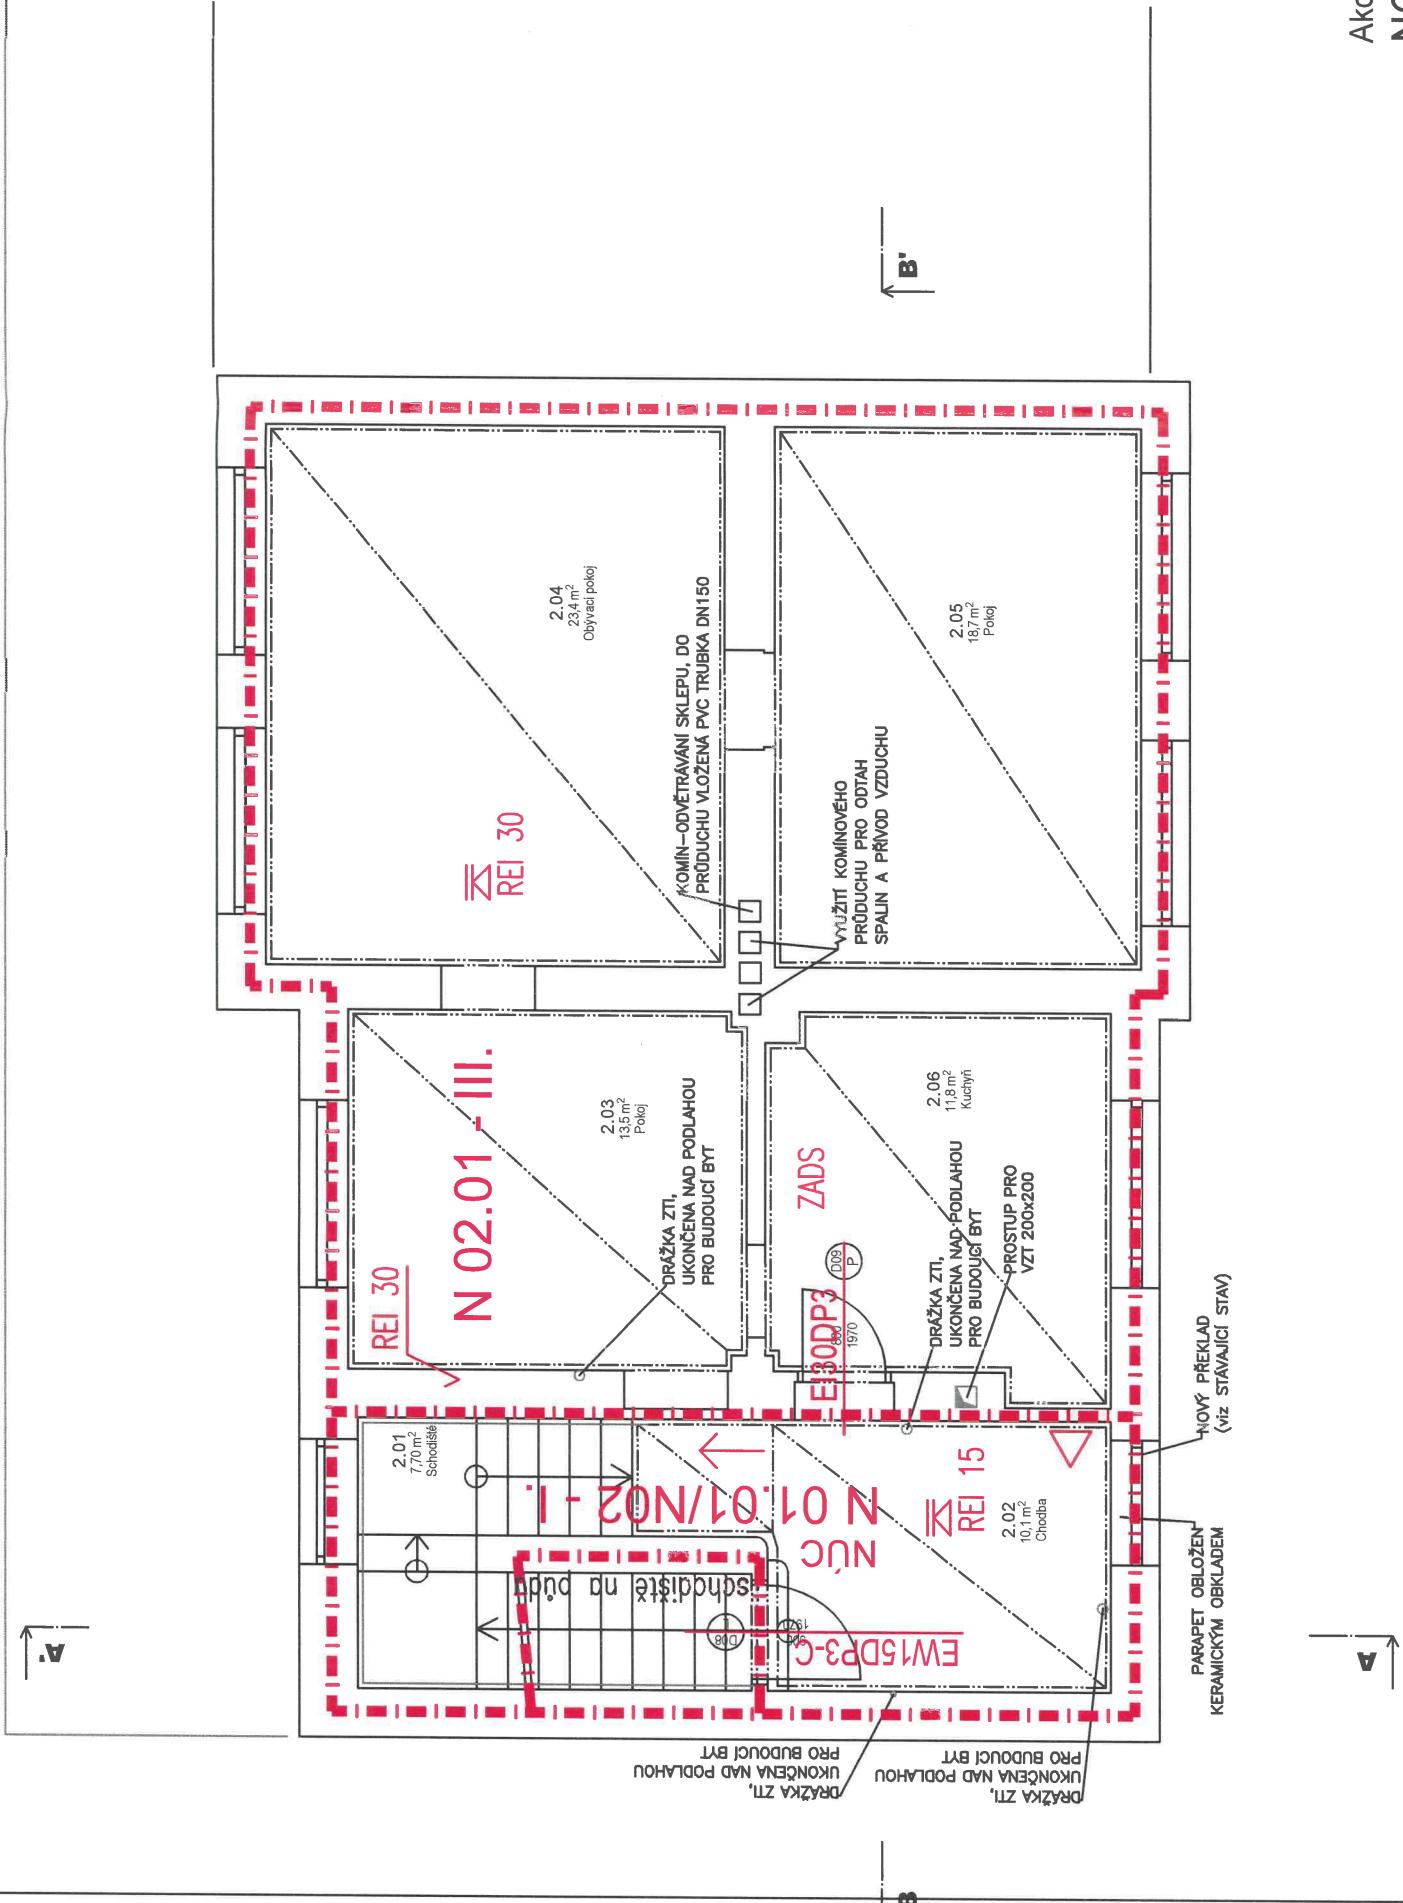 Ako
B'
2.04
23,4 m²
Obývací pokoj
2.05
18,7 m²
Pokoj
KOMÍN–ODVĚTRÁVÁNÍ SKLEPU, DO
PRŮDUCHU VLOŽENÁ PVC TRUBKA DN150
VYUŽITÍ KOMÍNOVÉHO
PRŮDUCHU PRO ODTAH
SPALIN A PŘÍVOD VZDUCHU
REI 30
N 02.01 - III.
2.03
13,5 m²
Pokoj
DRÁŽKA ZTI,
UKONČENA NAD PODLAHOU
PRO BUDOUCÍ BYT
2.06
11,8 m²
Kuchyň
ZADS
DRÁŽKA ZTI,
UKONČENA NAD PODLAHOU
PRO BUDOUCÍ BYT
PROSTUP PRO
VZT 200x200
D09
P
EI30DP3
1970
REI 30
2.01
7,70 m²
Schodiště
N 01.01/N02 - I.
NÚC
REI 15
2.02
10,1 m²
Chodba
schodiště na půdu
D08
L
1970
EW15DP3-C
NOVÝ PŘEKLAD
(viz STÁVAJÍCÍ STAV)
PARAPET OBLOŽEN
KERAMICKÝM OBKLADEM
DRÁŽKA ZTI,
UKONČENA NAD PODLAHOU
PRO BUDOUCÍ BYT
DRÁŽKA ZTI,
UKONČENA NAD PODLAHOU
PRO BUDOUCÍ BYT
A'
A